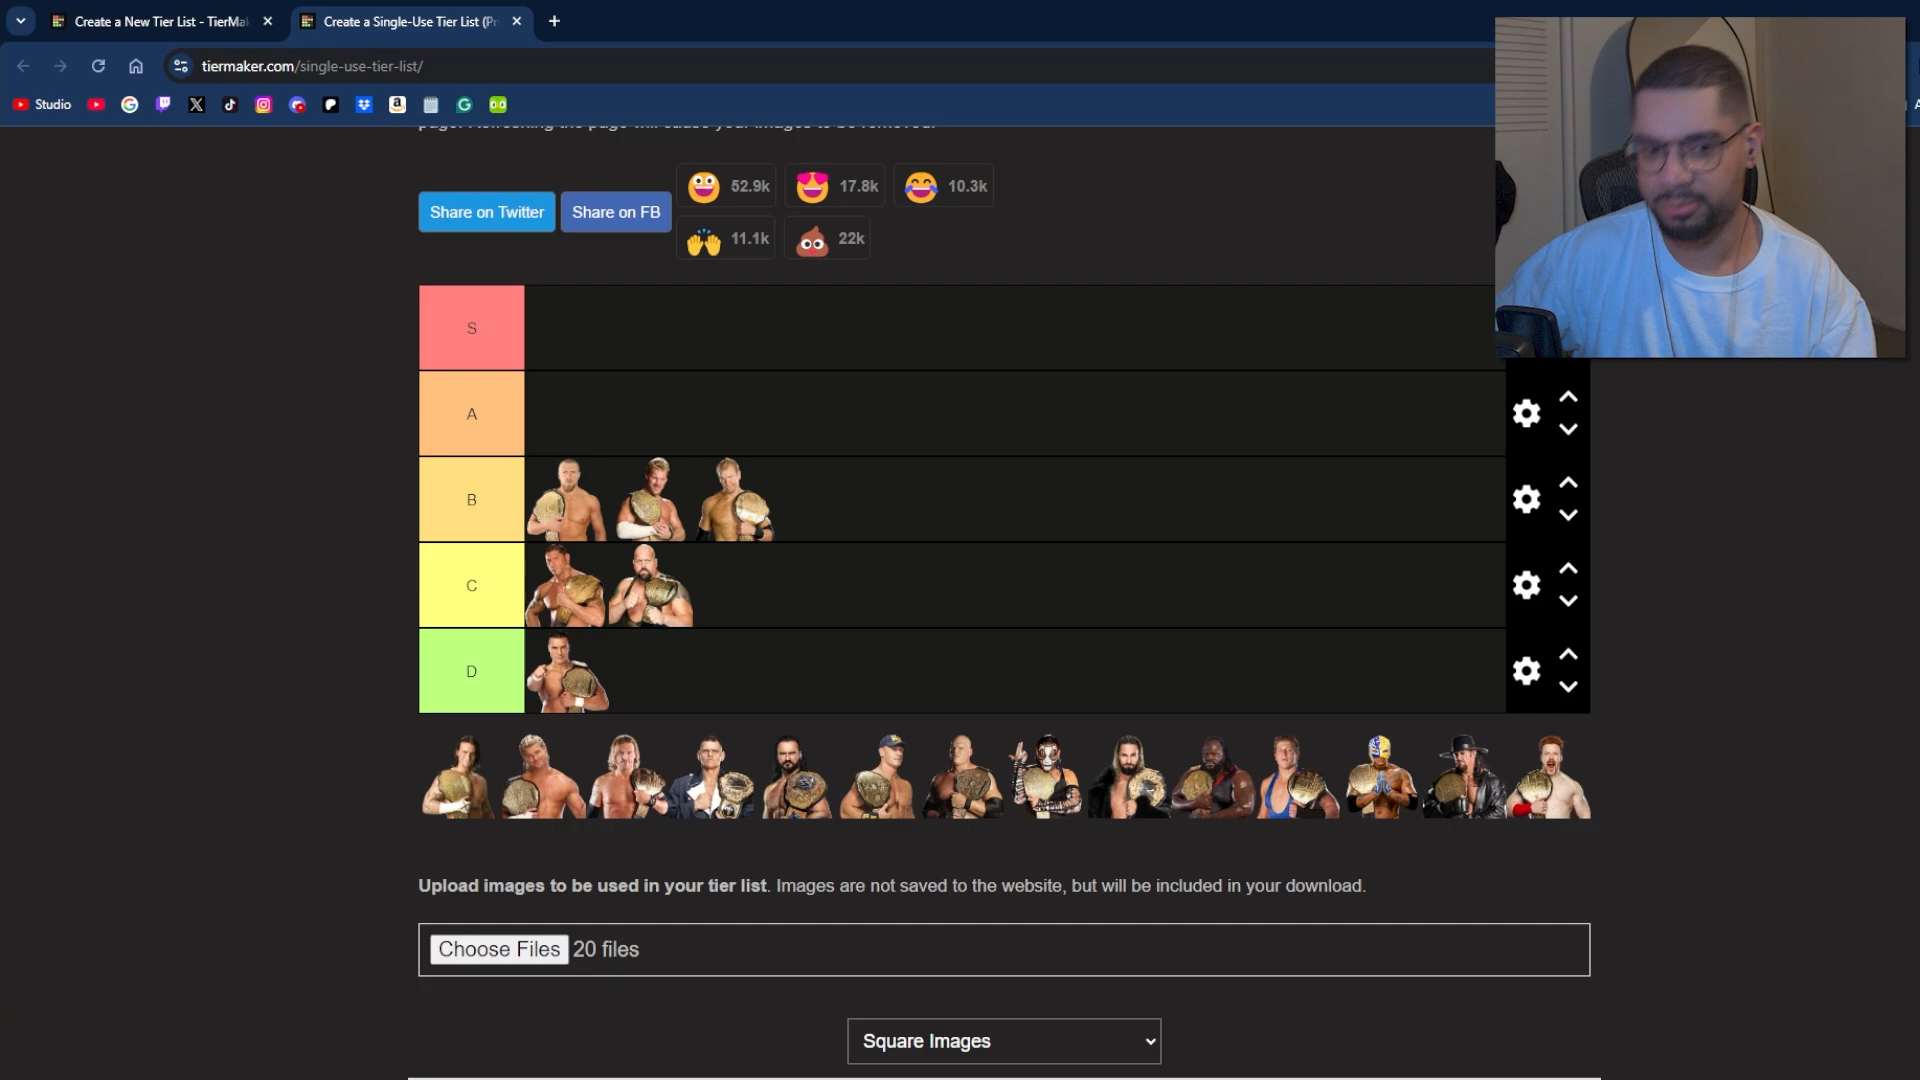 Create a New Tier List - TierMa
Create a Single-Use Tier List (Pr
tiermaker.com/single-use-tier-list/
Studio
52.9k
17.8k
10.3k
Share on Twitter
Share on FB
11.1k
22k
S
A
B
C
D
Upload images to be used in your tier list. Images are not saved to the website, but will be included in your download.
Choose Files 20 files
Square Images